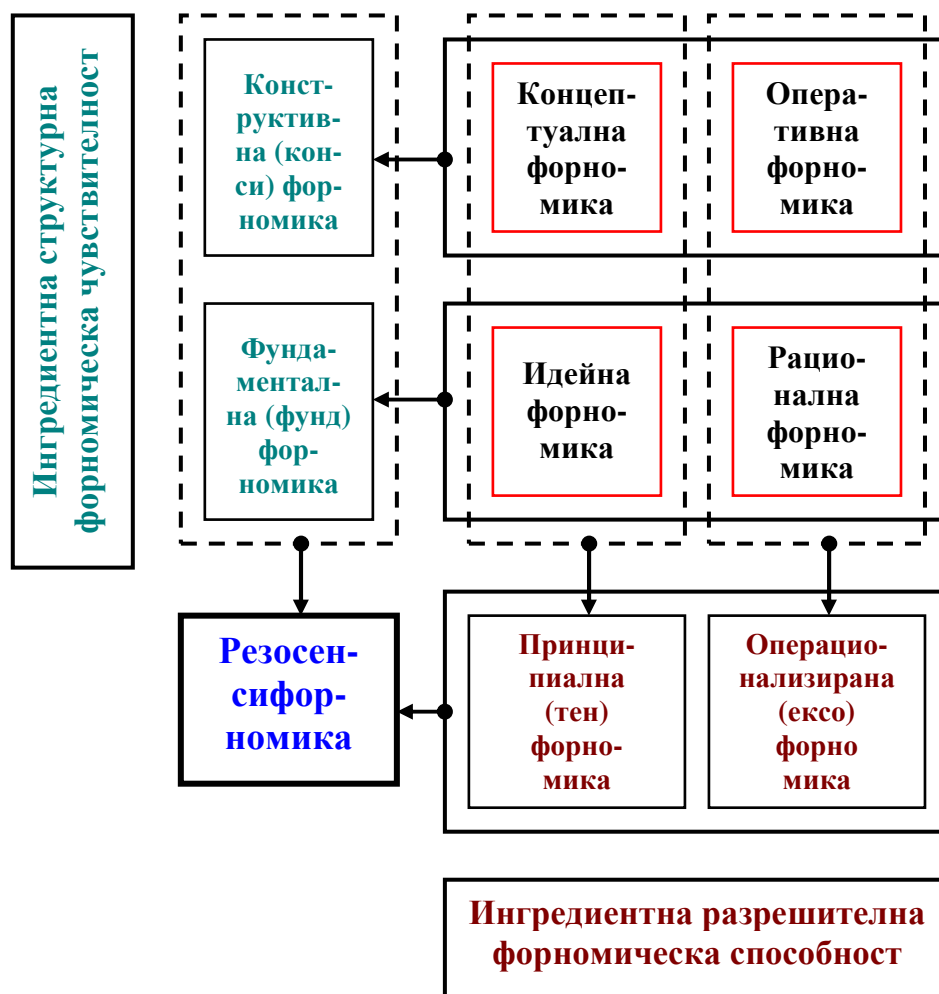 Ингредиентна структурна
форномическа чувствителност
Конст-
руктив-
на (кон-
си) фор-
номика
Концеп-
туална
форно-
мика
Опера-
тивна
форно-
мика
Фунда-
ментал-
на (фунд)
фор-
номика
Идейна
форно-
мика
Рацио-
нална
форно-
мика
Резосен-
сифор-
номика
Принци-
пиална
(тен)
форно-
мика
Операцио-
нализирана
(ексо)
форно
мика
Ингредиентна разрешителна
форномическа способност